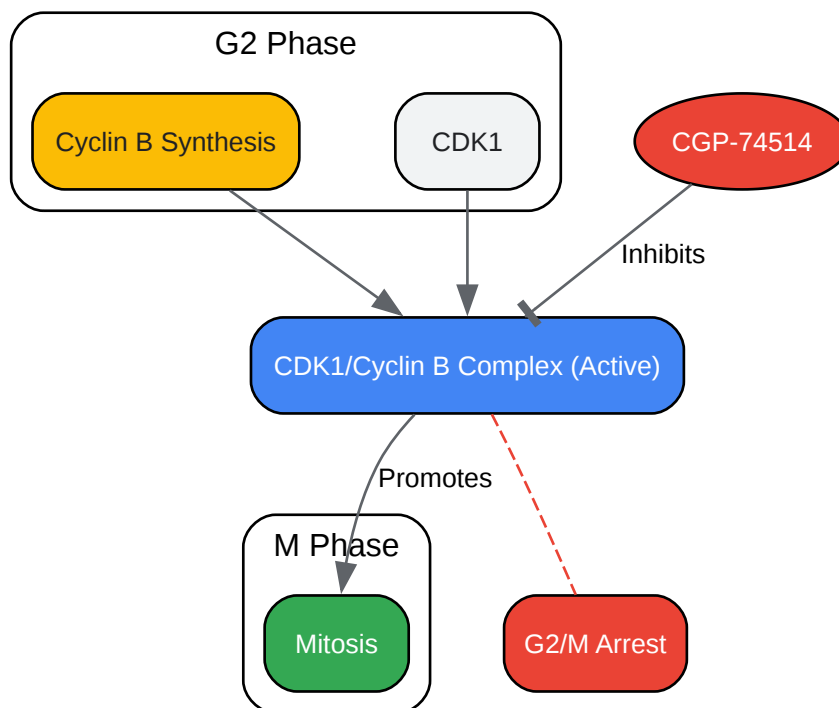 G2 Phase
Cyclin B Synthesis
CDK1
CGP-74514
Inhibits
CDK1/Cyclin B Complex (Active)
Promotes
M Phase
Mitosis
G2/M Arrest